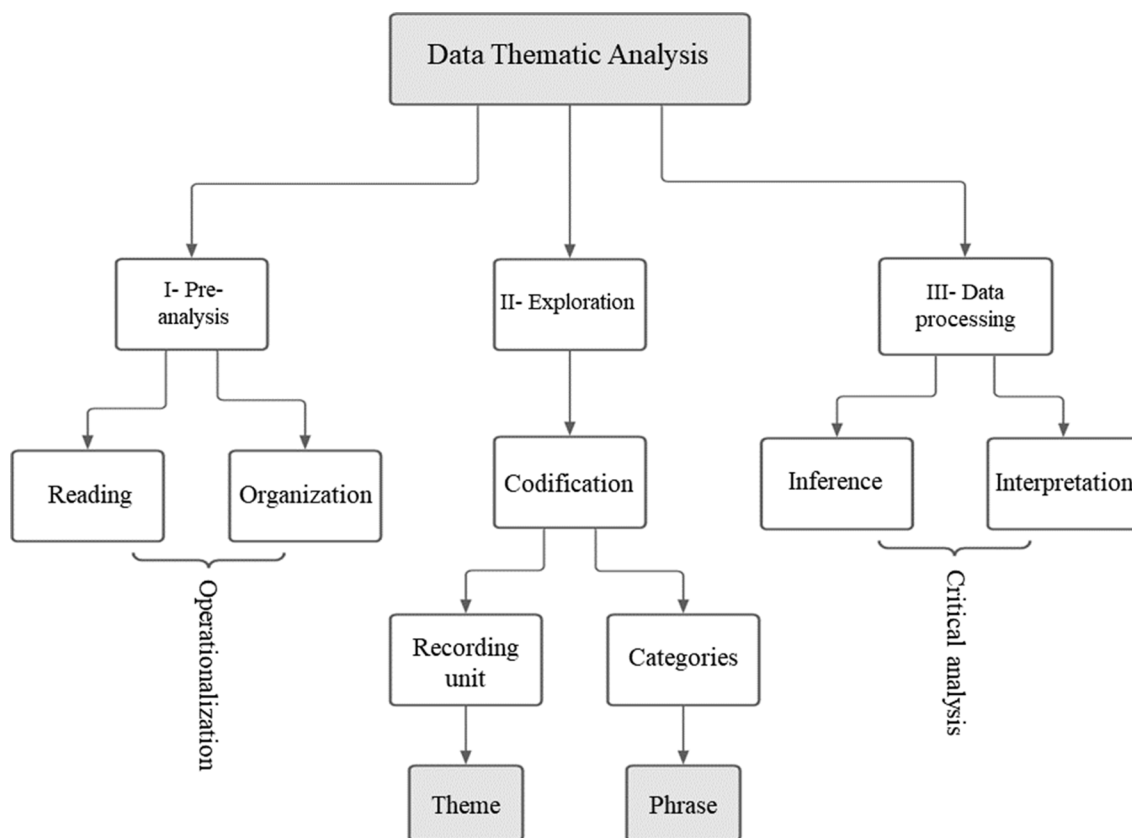 Data Thematic Analysis
I- Pre-
analysis
II- Exploration
III- Data
processing
Reading
Organization
Codification
Inference
Interpretation
Operationalization
Critical analysis
Recording
unit
Categories
Theme
Phrase